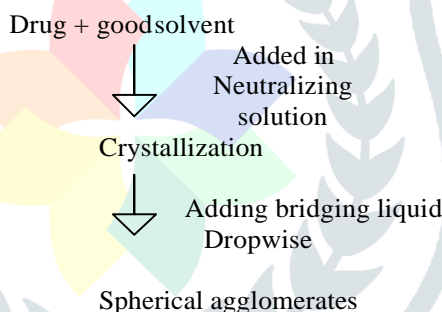 Drug + goodsolvent
Added in
Neutralizing
solution
Crystallization
Adding bridging liquid
Dropwise
Spherical agglomerates